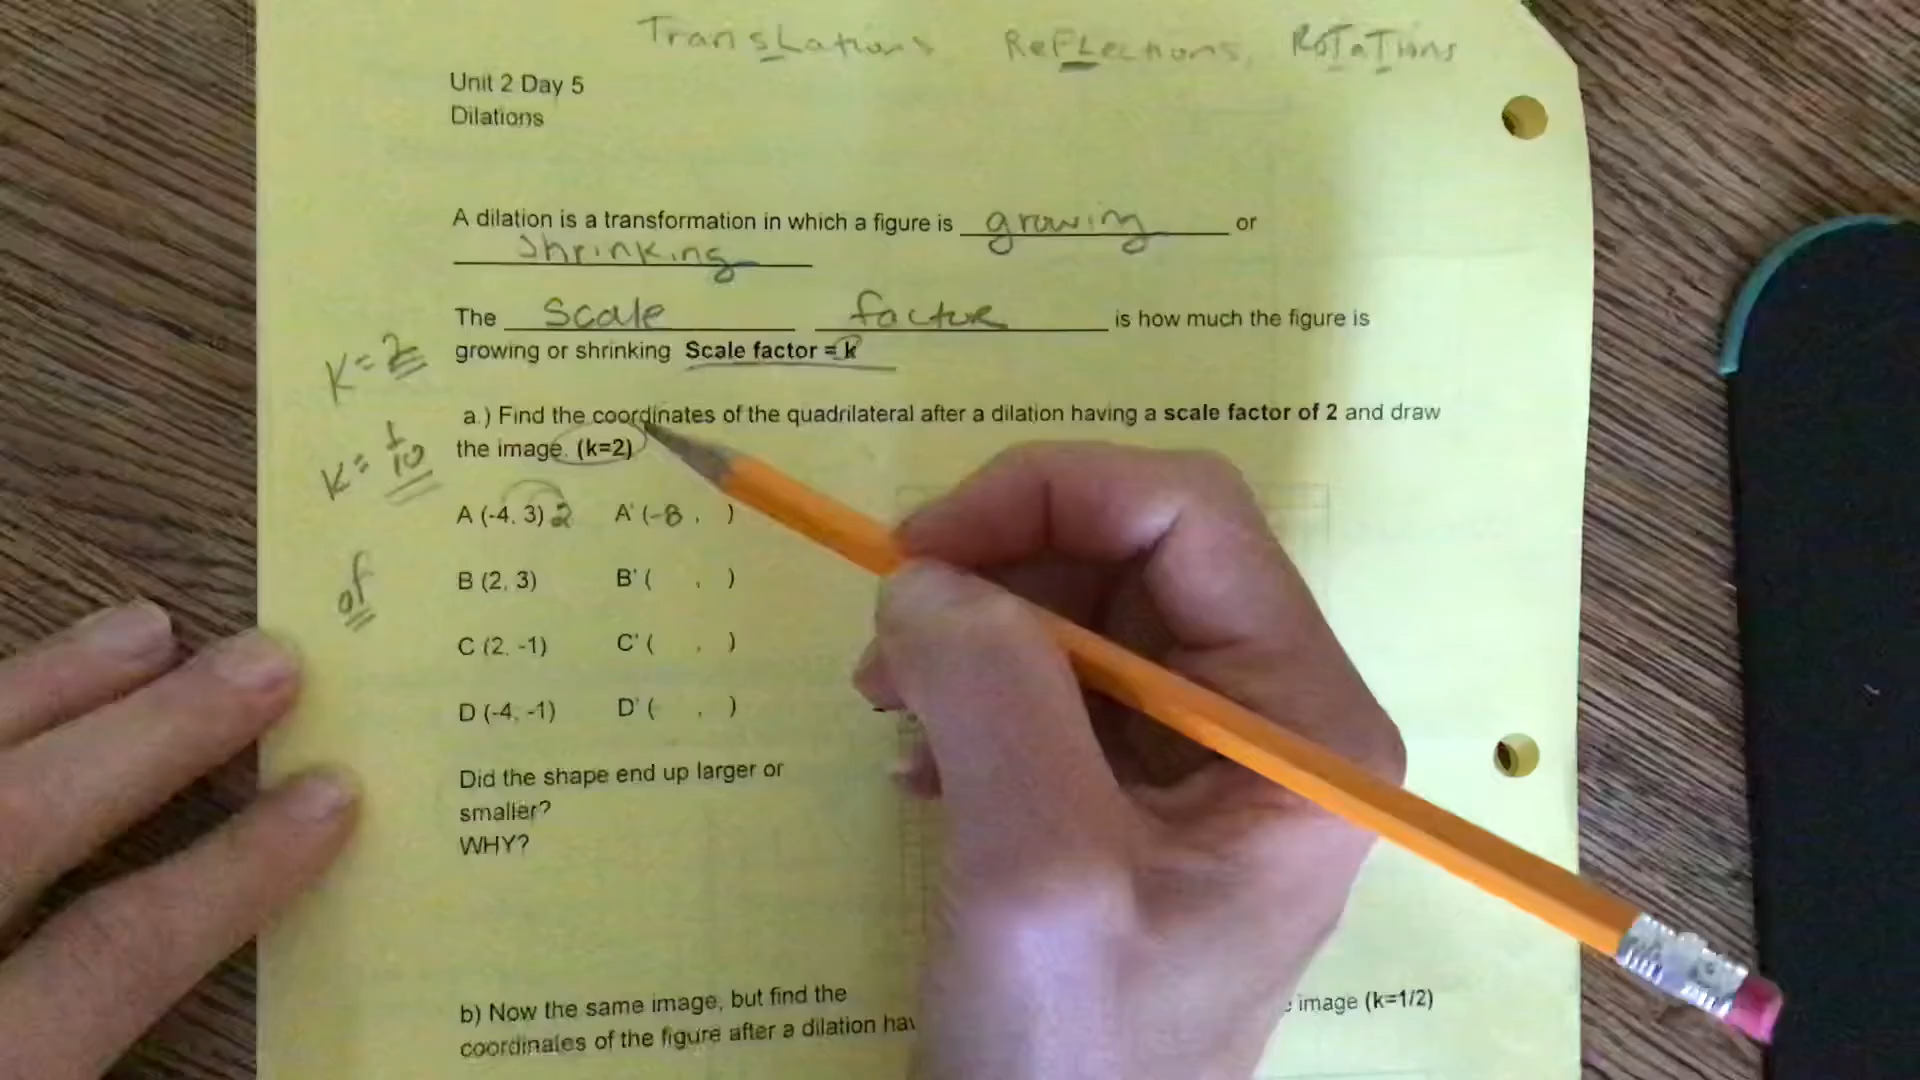 Translations Reflections, Rotations
Unit 2 Day 5
Dilations
A dilation is a transformation in which a figure is growing or
shrinking
The scale factor is how much the figure is
growing or shrinking Scale factor = k
K=2
a.) Find the coordinates of the quadrilateral after a dilation having a scale factor of 2 and draw
the image. (k=2)
K= 1/10
A (-4, 3) 2 A' (-8 , )
of
B (2, 3) B' ( , )
C (2, -1) C' ( , )
D (-4, -1) D' ( , )
Did the shape end up larger or
smaller?
WHY?
b) Now the same image, but find the
image (k=1/2)
coordinates of the figure after a dilation